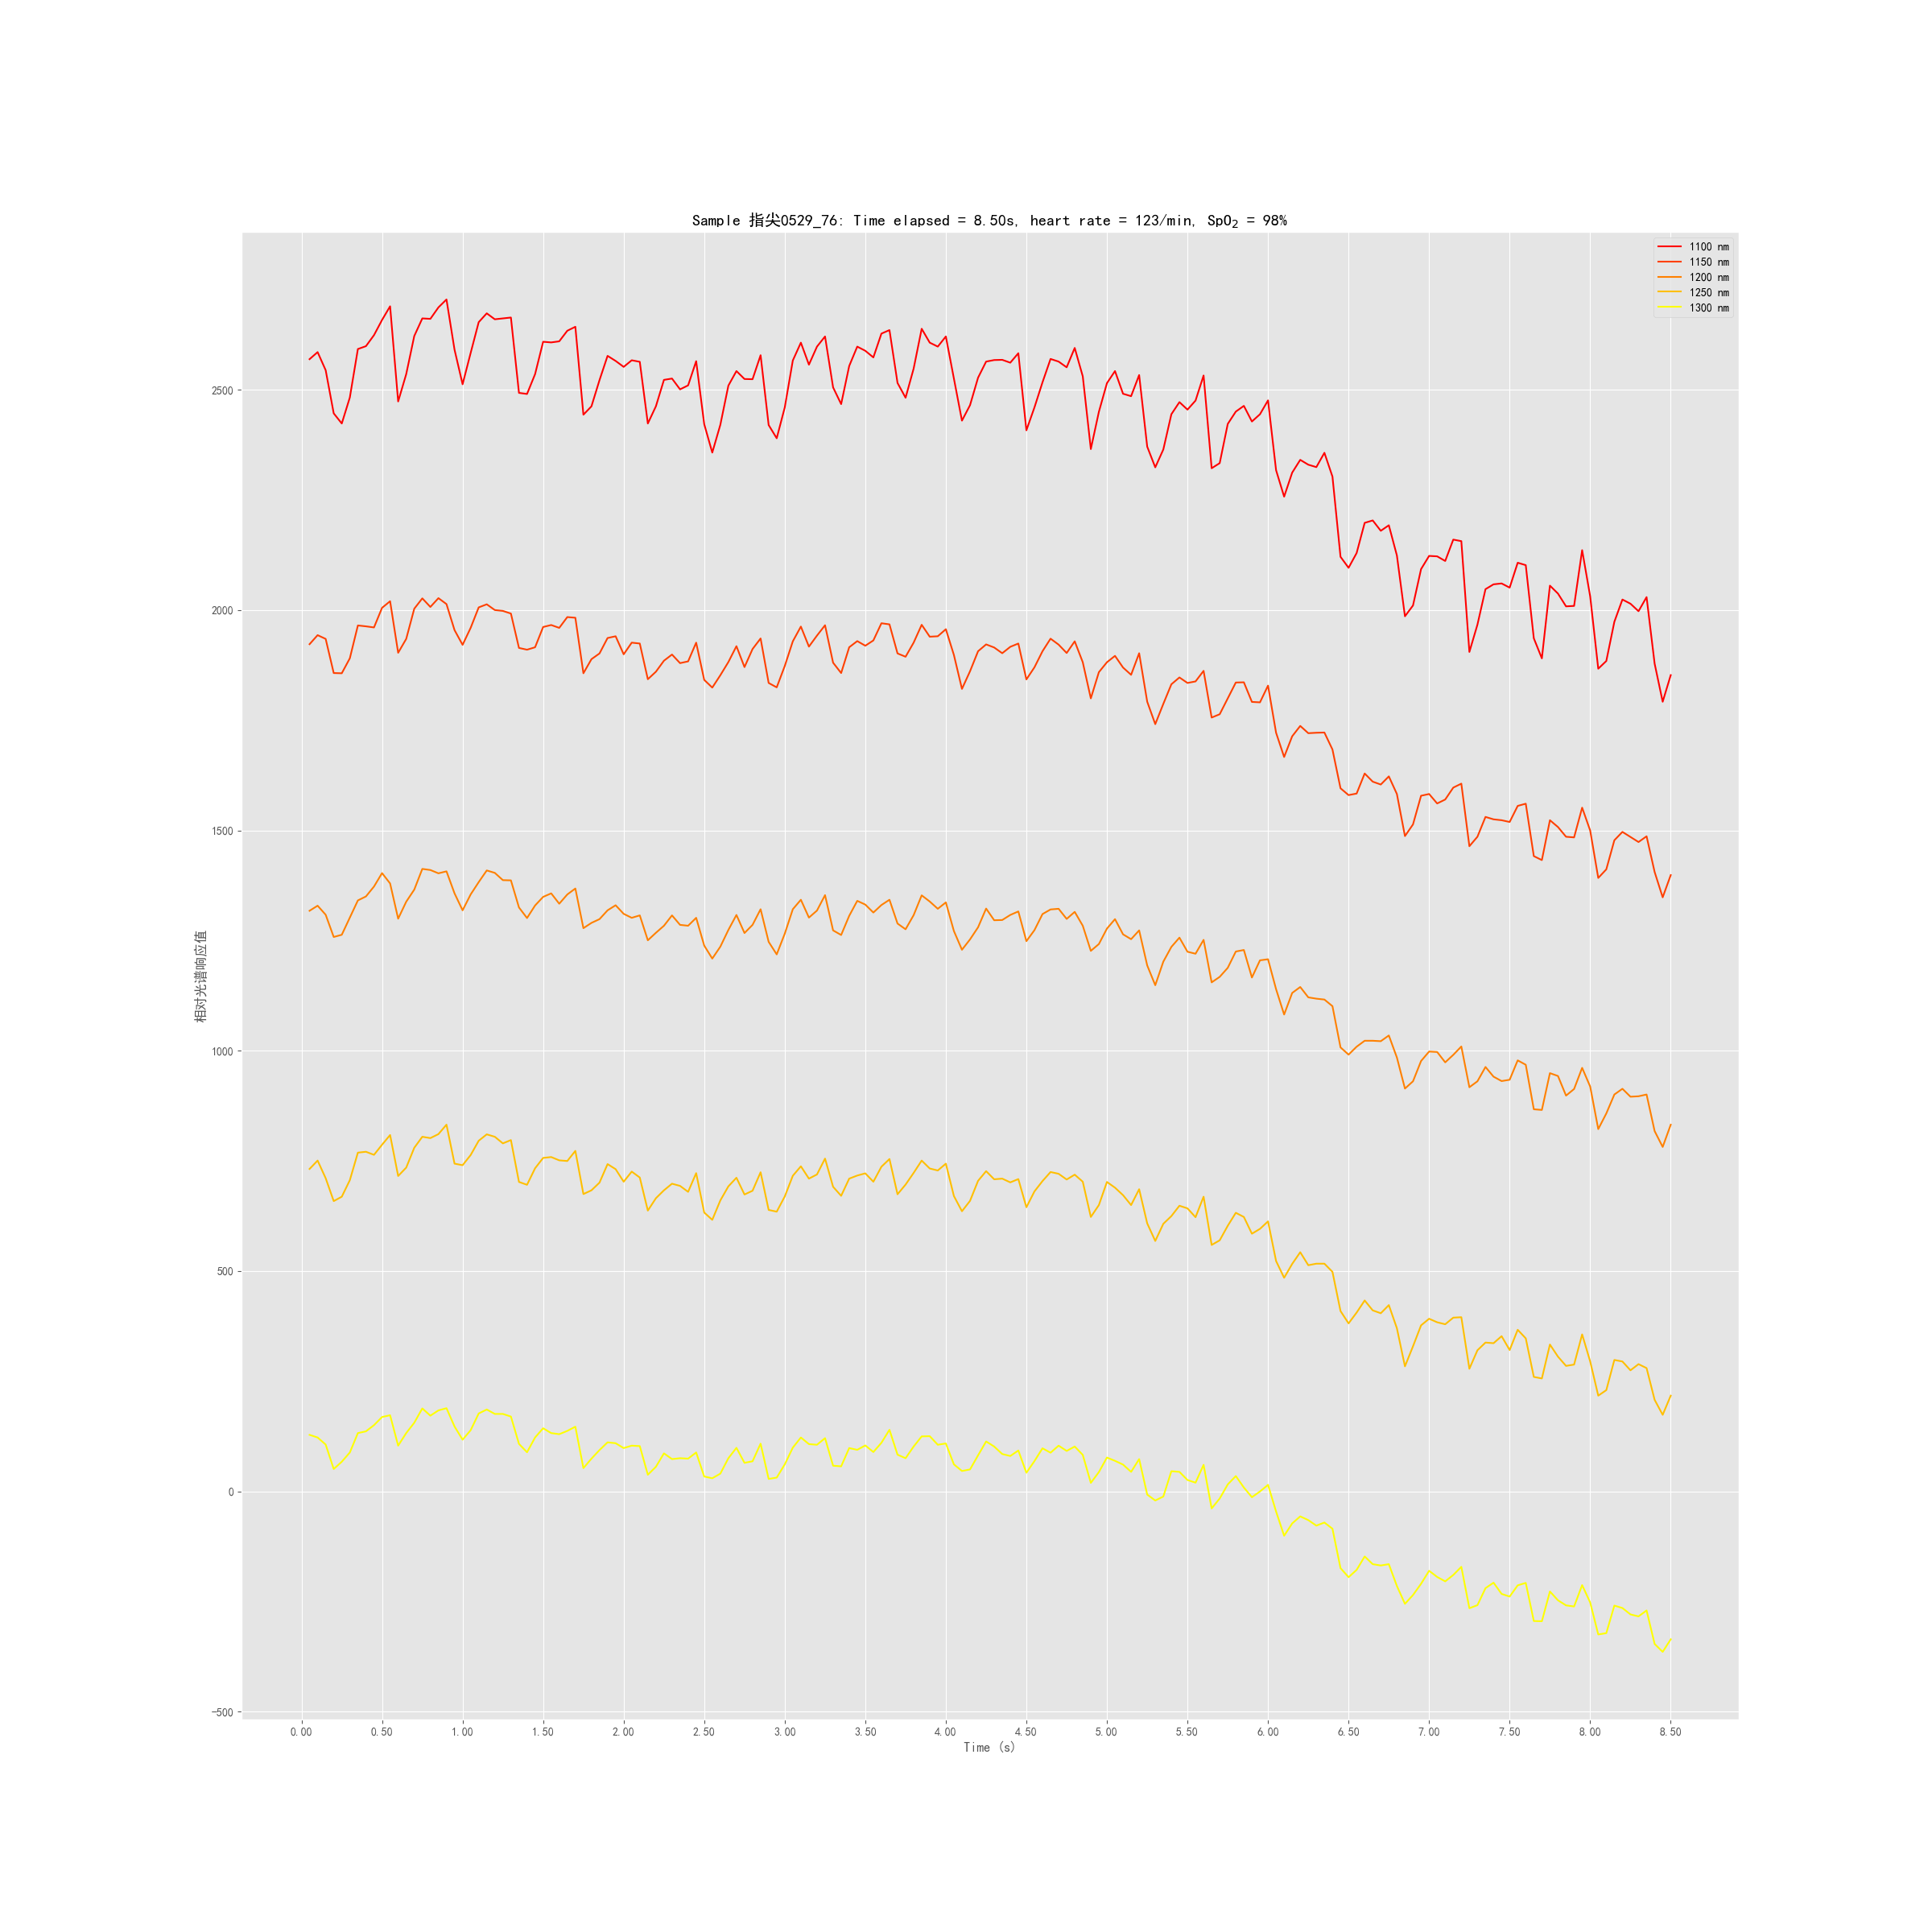 Sample 指尖0529_76: Time elapsed = 8.50s, heart rate = 123/min, SpO₂ = 98%
1100 nm
1150 nm
1200 nm
1250 nm
1300 nm
相对光谱响应值
2500
2000
1500
1000
500
0
−500
0.00 0.50 1.00 1.50 2.00 2.50 3.00 3.50 4.00 4.50 5.00 5.50 6.00 6.50 7.00 7.50 8.00 8.50
Time (s)